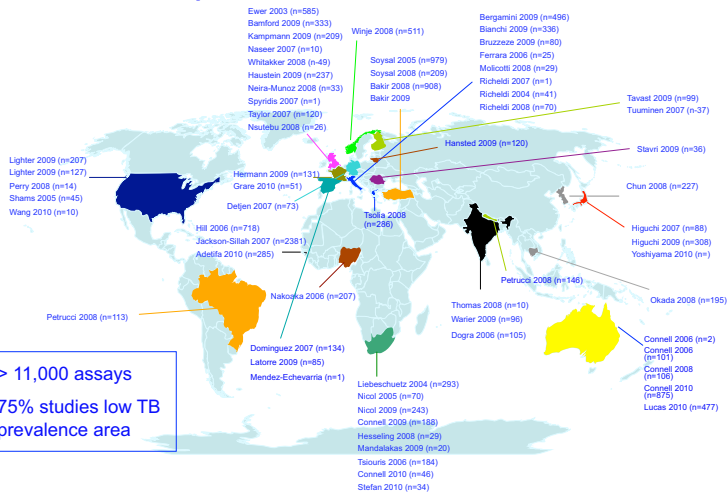 Ewer 2003 (n=585)
Bamford 2009 (n=333)
Kampmann 2009 (n=209)
Naseer 2007 (n=10)
Whitakker 2008 (n-49)
Haustein 2009 (n=237)
Neira-Munoz 2008 (n=33)
Spyridis 2007 (n=1)
Taylor 2007 (n=120)
Nsutebu 2008 (n=26)
Winje 2008 (n=511)
Soysal 2005 (n=979)
Soysal 2008 (n=209)
Bakir 2008 (n=908)
Bakir 2009
Bergamini 2009 (n=496)
Bianchi 2009 (n=336)
Bruzzeze 2009 (n=80)
Ferrara 2006 (n=25)
Molicotti 2008 (n=29)
Richeldi 2007 (n=1)
Richeldi 2004 (n=41)
Richeldi 2008 (n=70)
Tavast 2009 (n=99)
Tuuminen 2007 (n-37)
Hansted 2009 (n=120)
Stavri 2009 (n=36)
Lighter 2009 (n=207)
Lighter 2009 (n=127)
Perry 2008 (n=14)
Shams 2005 (n=45)
Wang 2010 (n=10)
Hermann 2009 (n=131)
Grare 2010 (n=51)
Detjen 2007 (n=73)
Tsolia 2008
(n=286)
Chun 2008 (n=227)
Higuchi 2007 (n=88)
Higuchi 2009 (n=308)
Yoshiyama 2010 (n=)
Hill 2006 (n=718)
Jackson-Sillah 2007 (n=2381)
Adetifa 2010 (n=285)
Nakoaka 2006 (n=207)
Petrucci 2008 (n=146)
Okada 2008 (n=195)
Petrucci 2008 (n=113)
Thomas 2008 (n=10)
Warier 2009 (n=96)
Dogra 2006 (n=105)
Dominguez 2007 (n=134)
Latorre 2009 (n=85)
Mendez-Echevarria (n=1)
Connell 2006 (n=2)
Connell 2006
(n=101)
Connell 2008
(n=106)
Connell 2010
(n=875)
Lucas 2010 (n=477)
Liebeschuetz 2004 (n=293)
Nicol 2005 (n=70)
Nicol 2009 (n=243)
Connell 2009 (n=188)
Hesseling 2008 (n=29)
Mandalakas 2009 (n=20)
Tsiouris 2006 (n=184)
Connell 2010 (n=46)
Stefan 2010 (n=34)
> 11,000 assays
75% studies low TB
prevalence area